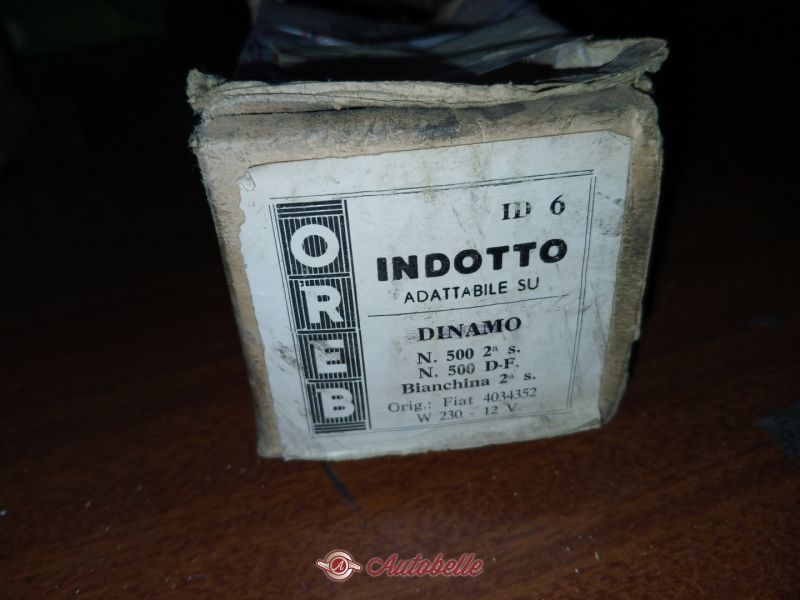 OREB
ID 6
INDOTTO
ADATTABILE SU
DINAMO
N. 500 2ª s.
N. 500 D-F.
Bianchina 2ª s.
Orig.: Fiat 4034352
W 230 - 12 V.
Autobelle